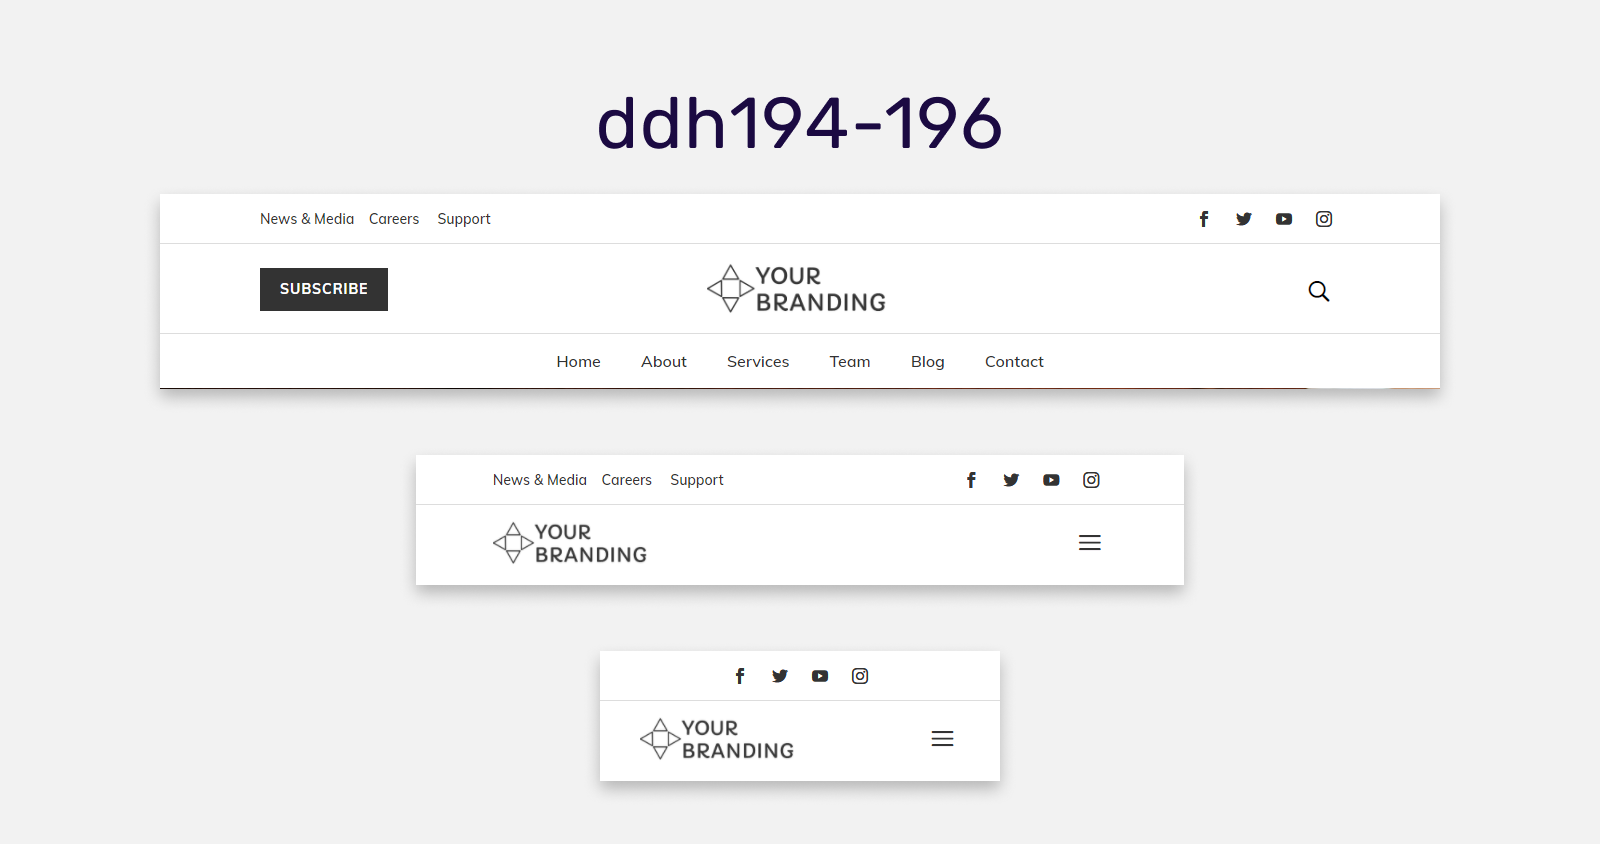 ddh194-196
News & Media Careers Support
SUBSCRIBE
YOUR
BRANDING
Home About Services Team Blog Contact
News & Media Careers Support
YOUR
BRANDING
YOUR
BRANDING